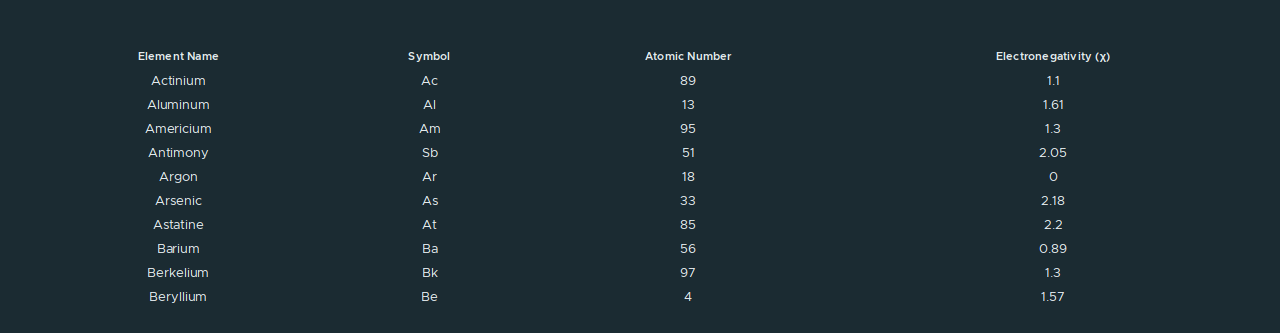 Element Name Symbol Atomic Number Electronegativity (χ)
Actinium Ac 89 1.1
Aluminum Al 13 1.61
Americium Am 95 1.3
Antimony Sb 51 2.05
Argon Ar 18 0
Arsenic As 33 2.18
Astatine At 85 2.2
Barium Ba 56 0.89
Berkelium Bk 97 1.3
Beryllium Be 4 1.57